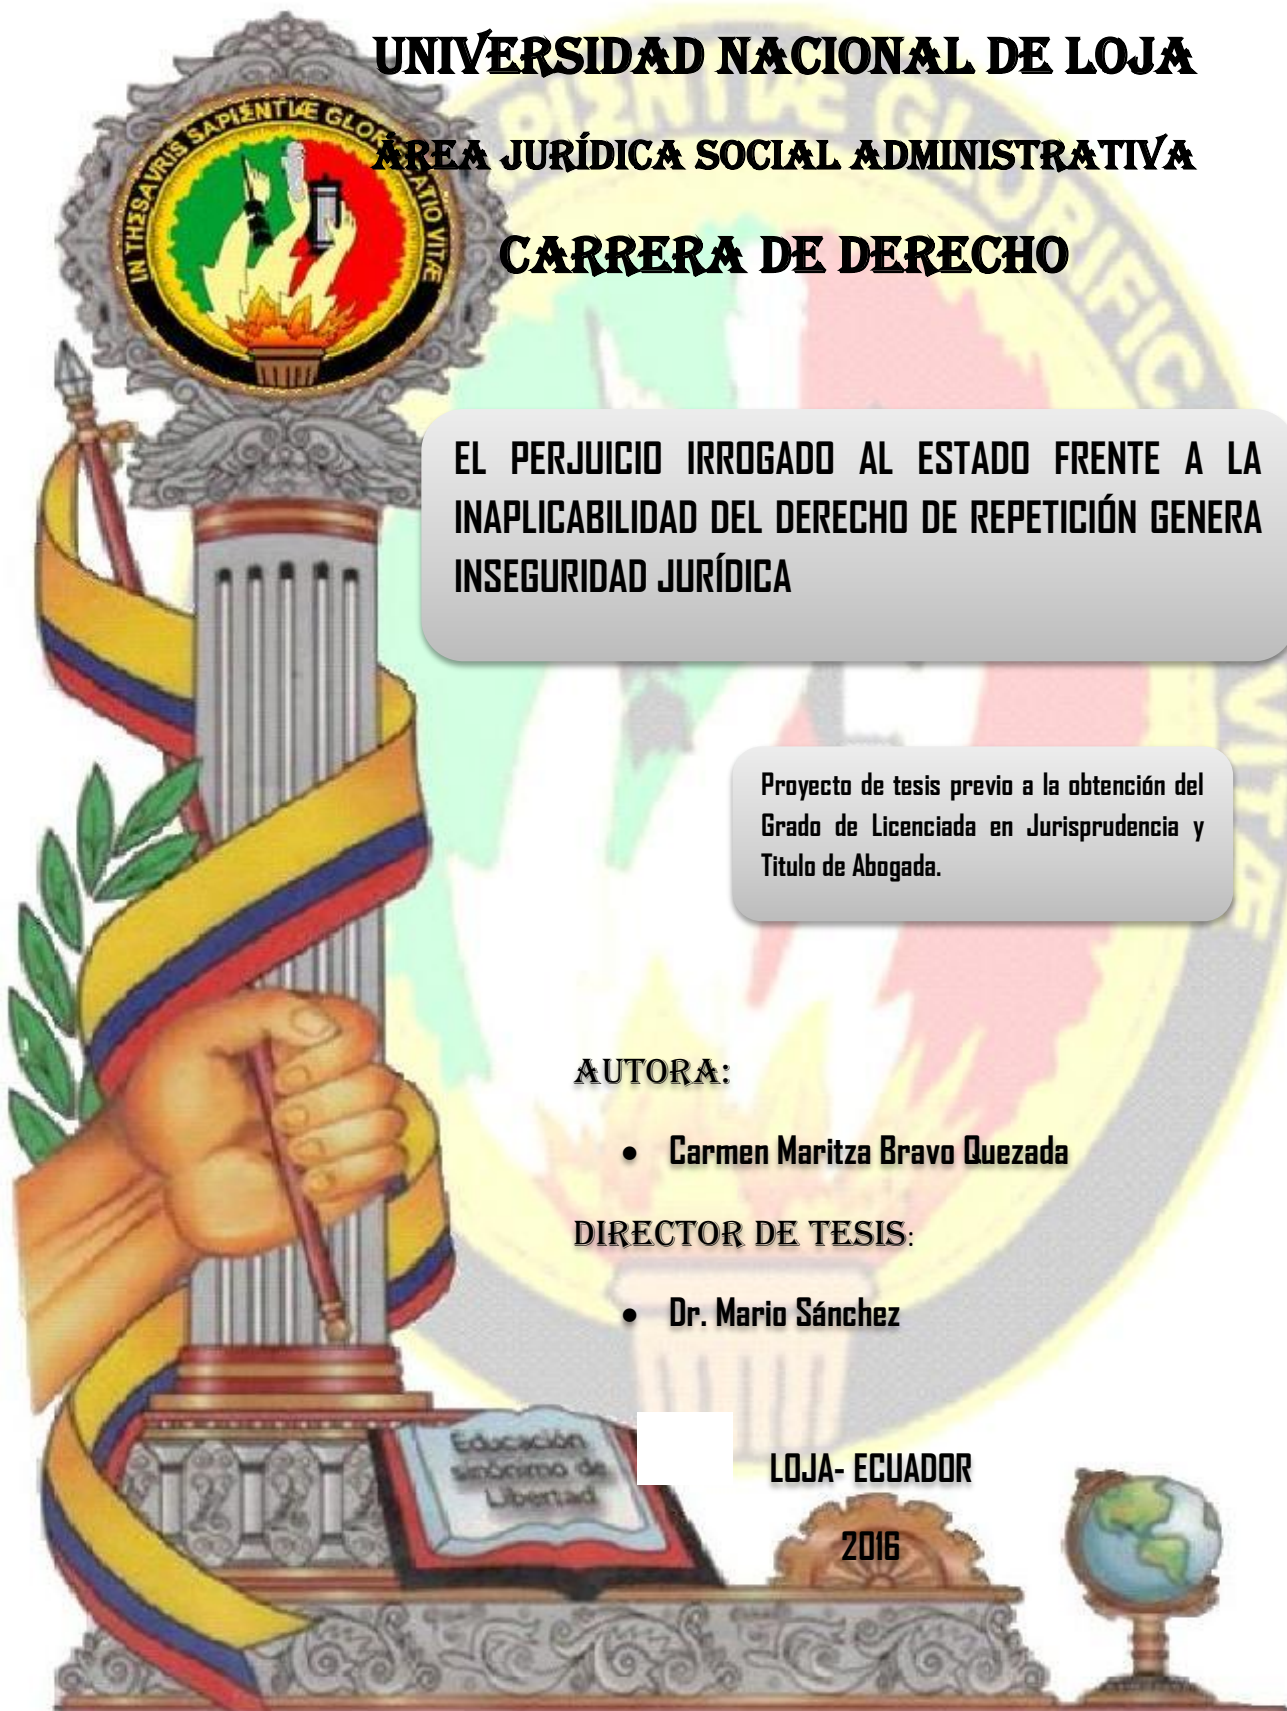 UNIVERSIDAD NACIONAL DE LOJA
ÁREA JURÍDICA SOCIAL ADMINISTRATIVA
CARRERA DE DERECHO
IN THESAVRIS SAPIENTIÆ GLORIFICATIO VITÆ
EL PERJUICIO IRROGADO AL ESTADO FRENTE A LA
INAPLICABILIDAD DEL DERECHO DE REPETICIÓN GENERA
INSEGURIDAD JURÍDICA
Proyecto de tesis previo a la obtención del
Grado de Licenciada en Jurisprudencia y
Titulo de Abogada.
AUTORA:
• Carmen Maritza Bravo Quezada
DIRECTOR DE TESIS:
• Dr. Mario Sánchez
Educación
sinónimo de
Libertad
LOJA- ECUADOR
2016